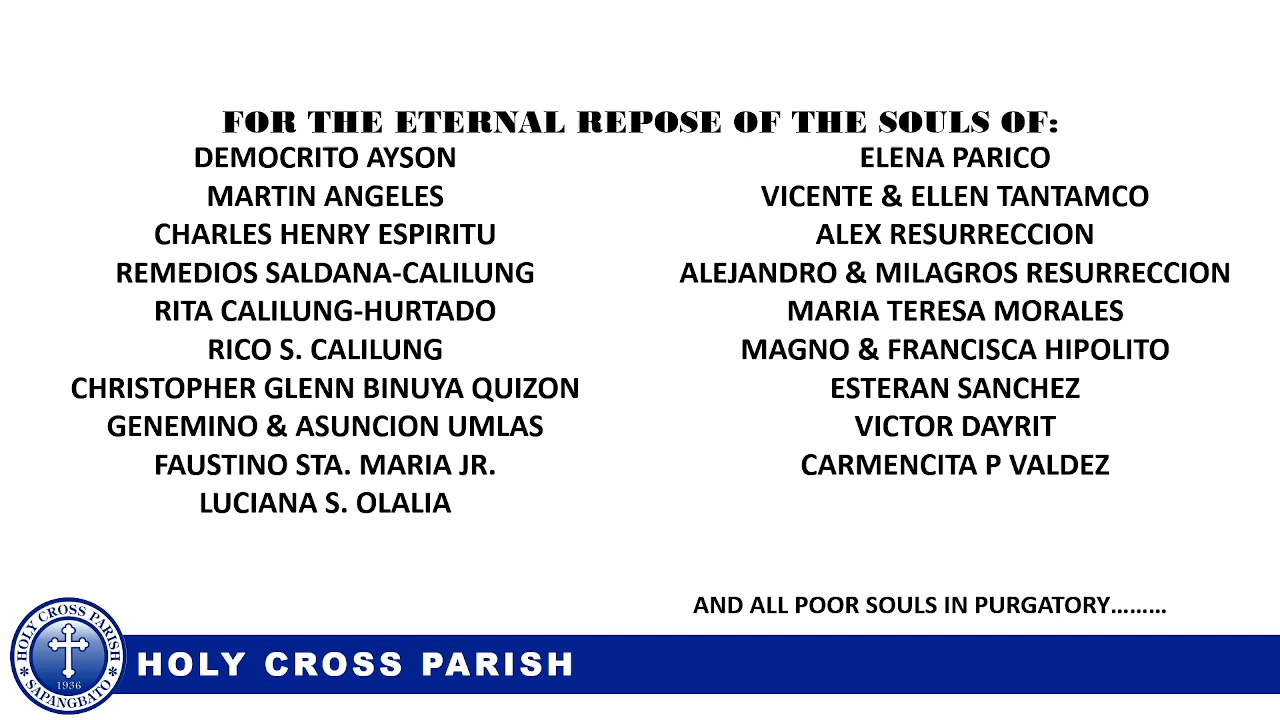 FOR THE ETERNAL REPOSE OF THE SOULS OF:
DEMOCRITO AYSON
MARTIN ANGELES
CHARLES HENRY ESPIRITU
REMEDIOS SALDANA-CALILUNG
RITA CALILUNG-HURTADO
RICO S. CALILUNG
CHRISTOPHER GLENN BINUYA QUIZON
GENEMINO & ASUNCION UMLAS
FAUSTINO STA. MARIA JR.
LUCIANA S. OLALIA
ELENA PARICO
VICENTE & ELLEN TANTAMCO
ALEX RESURRECCION
ALEJANDRO & MILAGROS RESURRECCION
MARIA TERESA MORALES
MAGNO & FRANCISCA HIPOLITO
ESTERAN SANCHEZ
VICTOR DAYRIT
CARMENCITA P VALDEZ
AND ALL POOR SOULS IN PURGATORY.........
HOLY CROSS PARISH
1936
SAPANGBATO
HOLY CROSS PARISH